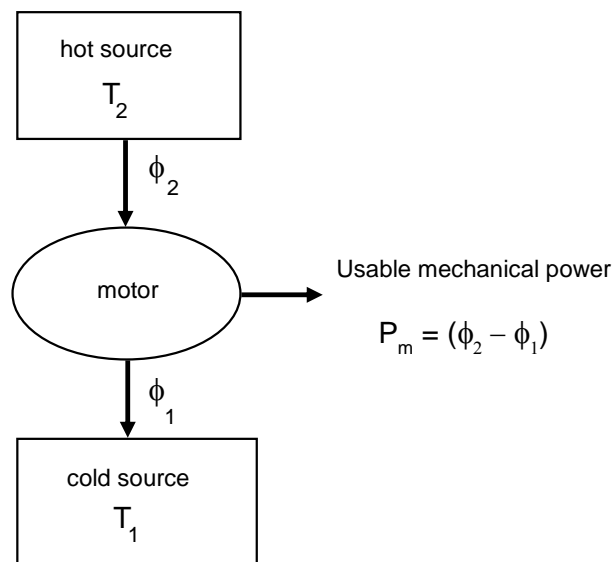 hot source
T₂
ϕ₂
motor
Usable mechanical power
Pₘ = (ϕ₂ − ϕ₁)
ϕ₁
cold source
T₁